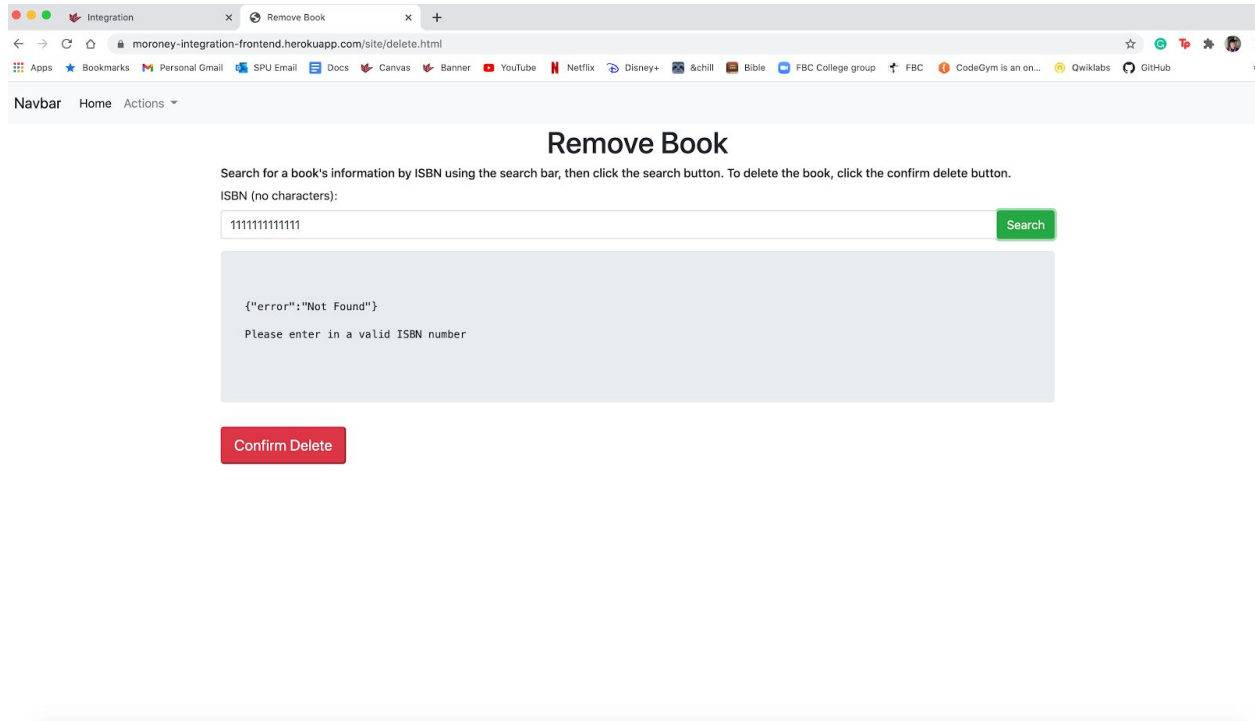 Integration
Remove Book
moroney-integration-frontend.herokuapp.com/site/delete.html
Apps Bookmarks Personal Gmail SPU Email Docs Canvas Banner YouTube Netflix Disney+ &chill Bible FBC College group FBC CodeGym is an on... Qwiklabs GitHub
Navbar Home Actions
Remove Book
Search for a book's information by ISBN using the search bar, then click the search button. To delete the book, click the confirm delete button.
ISBN (no characters):
1111111111111 Search
{"error":"Not Found"}
Please enter in a valid ISBN number
Confirm Delete